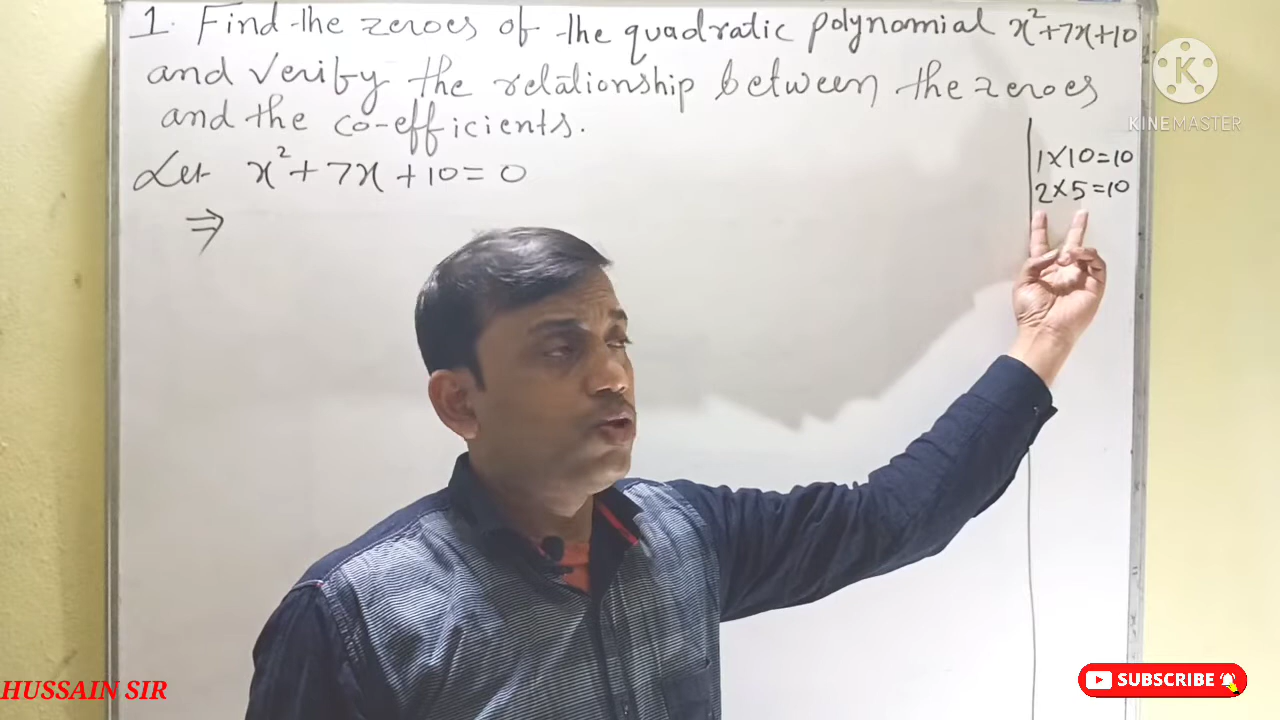 1. Find the zeroes of the quadratic polynomial x²+7x+10
and verify the relationship between the zeroes
and the co-efficients.
Let x² + 7x + 10 = 0
⇒
1×10=10
2×5=10
K
KINEMASTER
HUSSAIN SIR
SUBSCRIBE